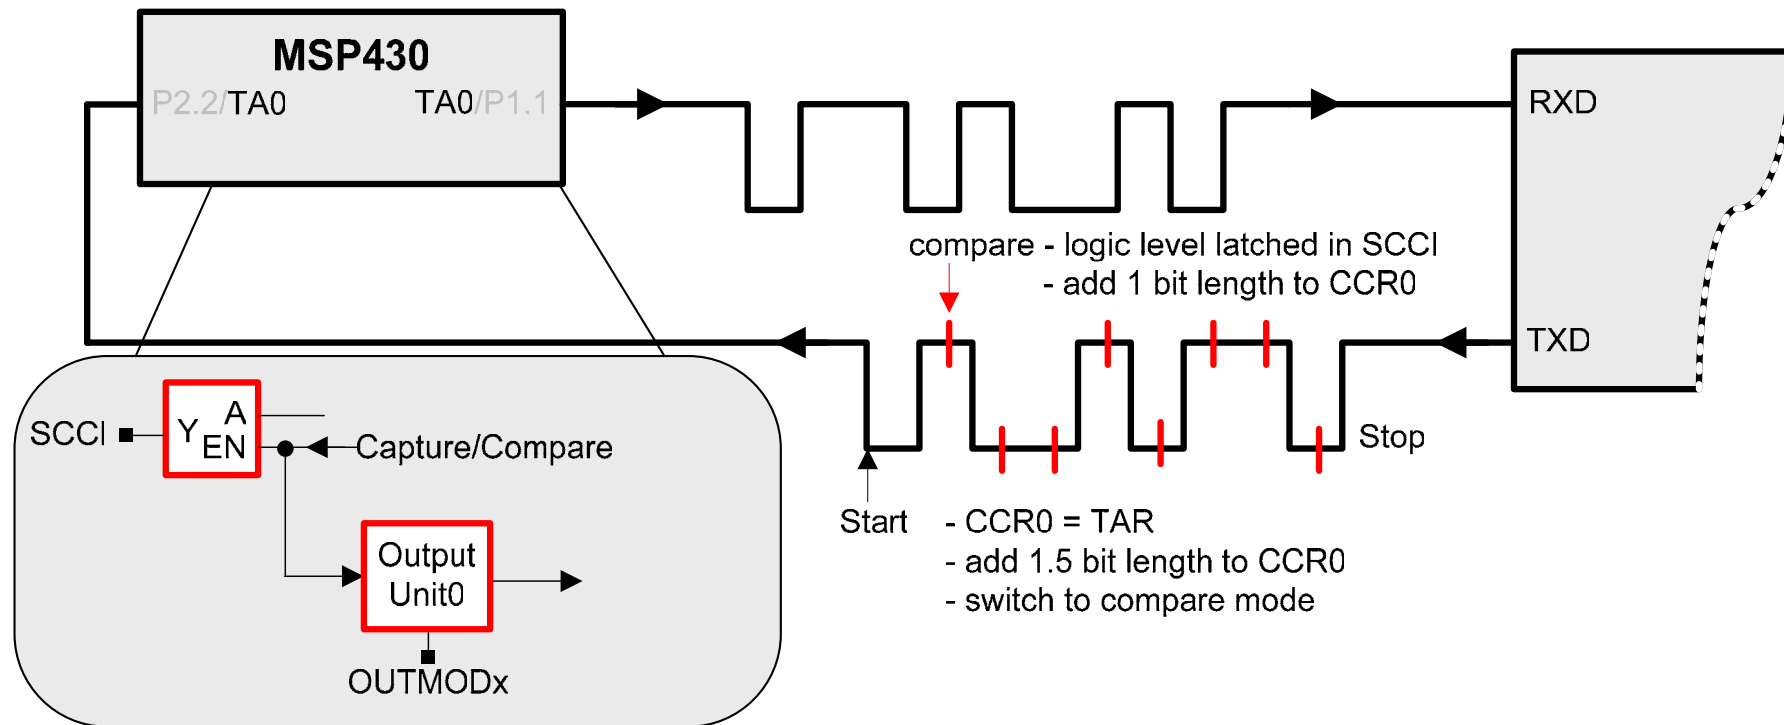 MSP430
P2.2/TA0
TA0/P1.1
RXD
compare - logic level latched in SCCI
- add 1 bit length to CCR0
TXD
SCCI
Y
A
EN
Capture/Compare
Stop
Start
- CCR0 = TAR
- add 1.5 bit length to CCR0
- switch to compare mode
Output
Unit0
OUTMODx